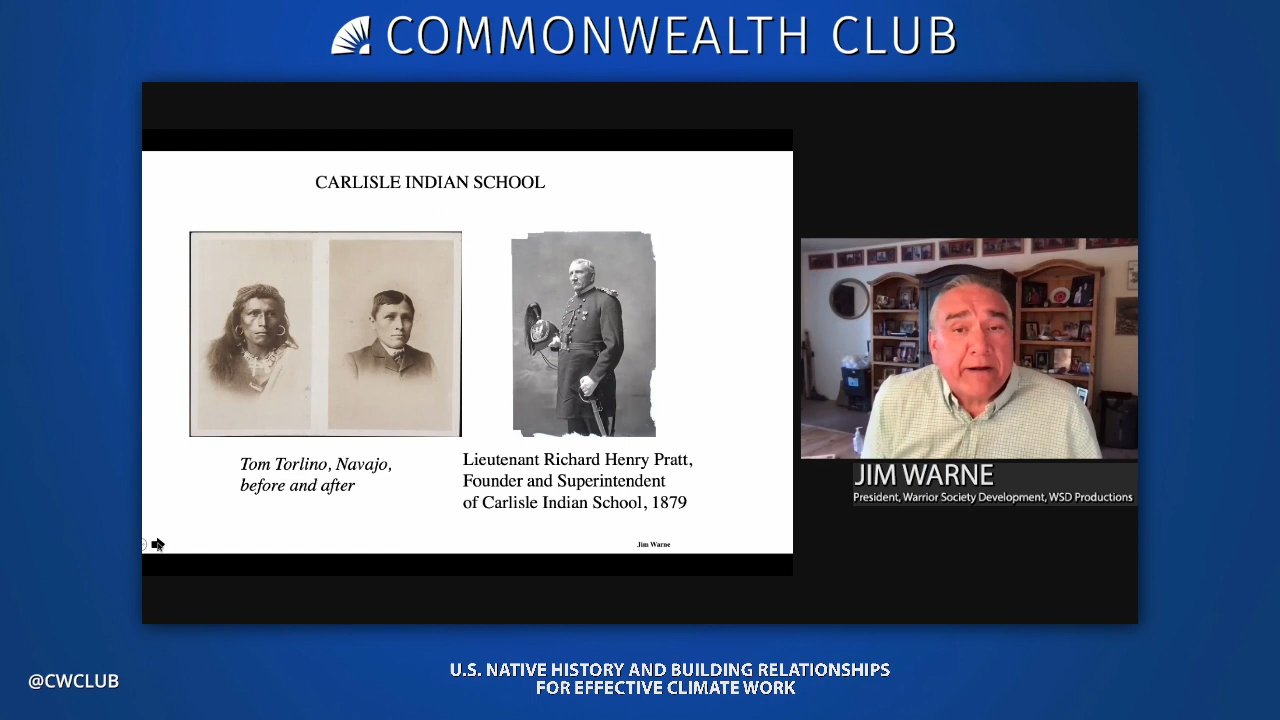 COMMONWEALTH CLUB
CARLISLE INDIAN SCHOOL
Tom Torlino, Navajo,
before and after
Lieutenant Richard Henry Pratt,
Founder and Superintendent
of Carlisle Indian School, 1879
Jim Warne
JIM WARNE
President, Warrior Society Development, WSD Productions
@CWCLUB
U.S. NATIVE HISTORY AND BUILDING RELATIONSHIPS
FOR EFFECTIVE CLIMATE WORK